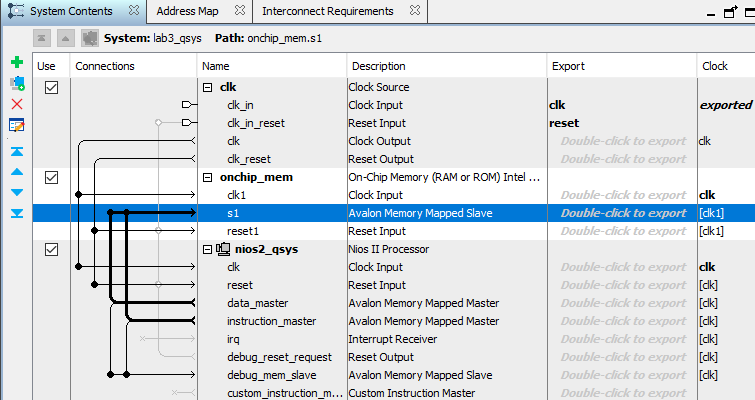 System Contents Address Map Interconnect Requirements
System: lab3_qsys Path: onchip_mem.s1
Use Connections Name Description Export Clock
clk Clock Source
clk_in Clock Input clk exported
clk_in_reset Reset Input reset
clk Clock Output Double-click to export clk
clk_reset Reset Output Double-click to export
onchip_mem On-Chip Memory (RAM or ROM) Intel ...
clk1 Clock Input Double-click to export clk
s1 Avalon Memory Mapped Slave Double-click to export [clk1]
reset1 Reset Input Double-click to export [clk1]
nios2_qsys Nios II Processor
clk Clock Input Double-click to export clk
reset Reset Input Double-click to export [clk]
data_master Avalon Memory Mapped Master Double-click to export [clk]
instruction_master Avalon Memory Mapped Master Double-click to export [clk]
irq Interrupt Receiver Double-click to export [clk]
debug_reset_request Reset Output Double-click to export [clk]
debug_mem_slave Avalon Memory Mapped Slave Double-click to export [clk]
custom_instruction_m... Custom Instruction Master Double-click to export